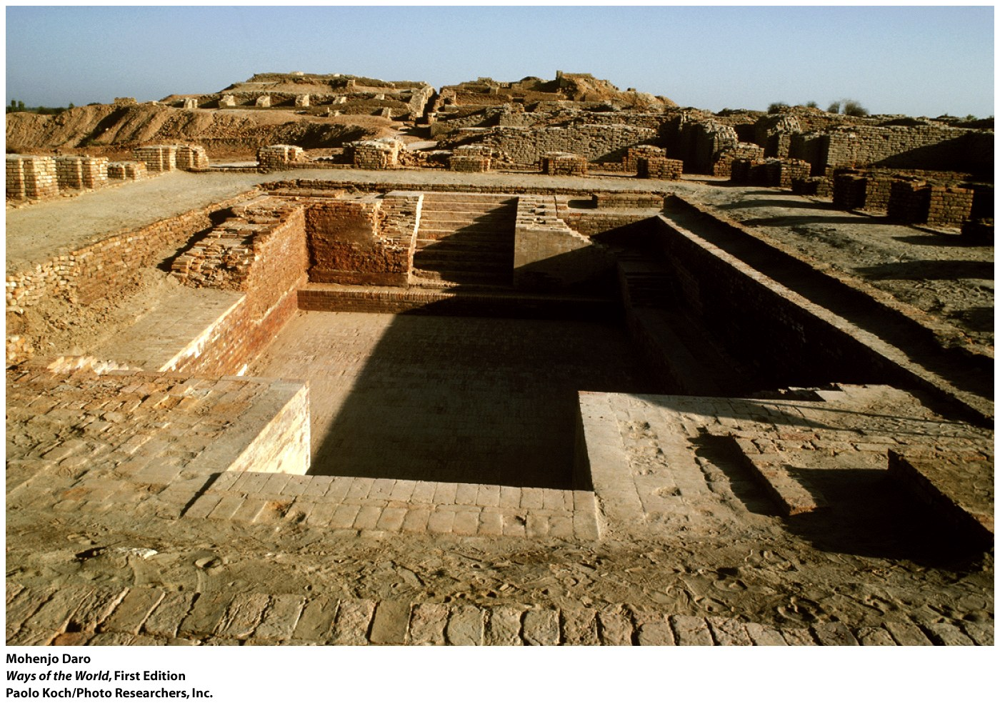 Mohenjo Daro
Ways of the World, First Edition
Paolo Koch/Photo Researchers, Inc.